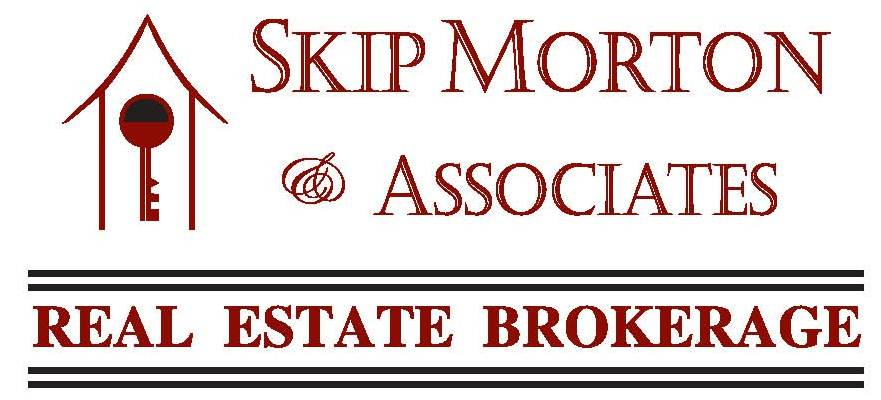 SKIP MORTON
& ASSOCIATES
REAL ESTATE BROKERAGE